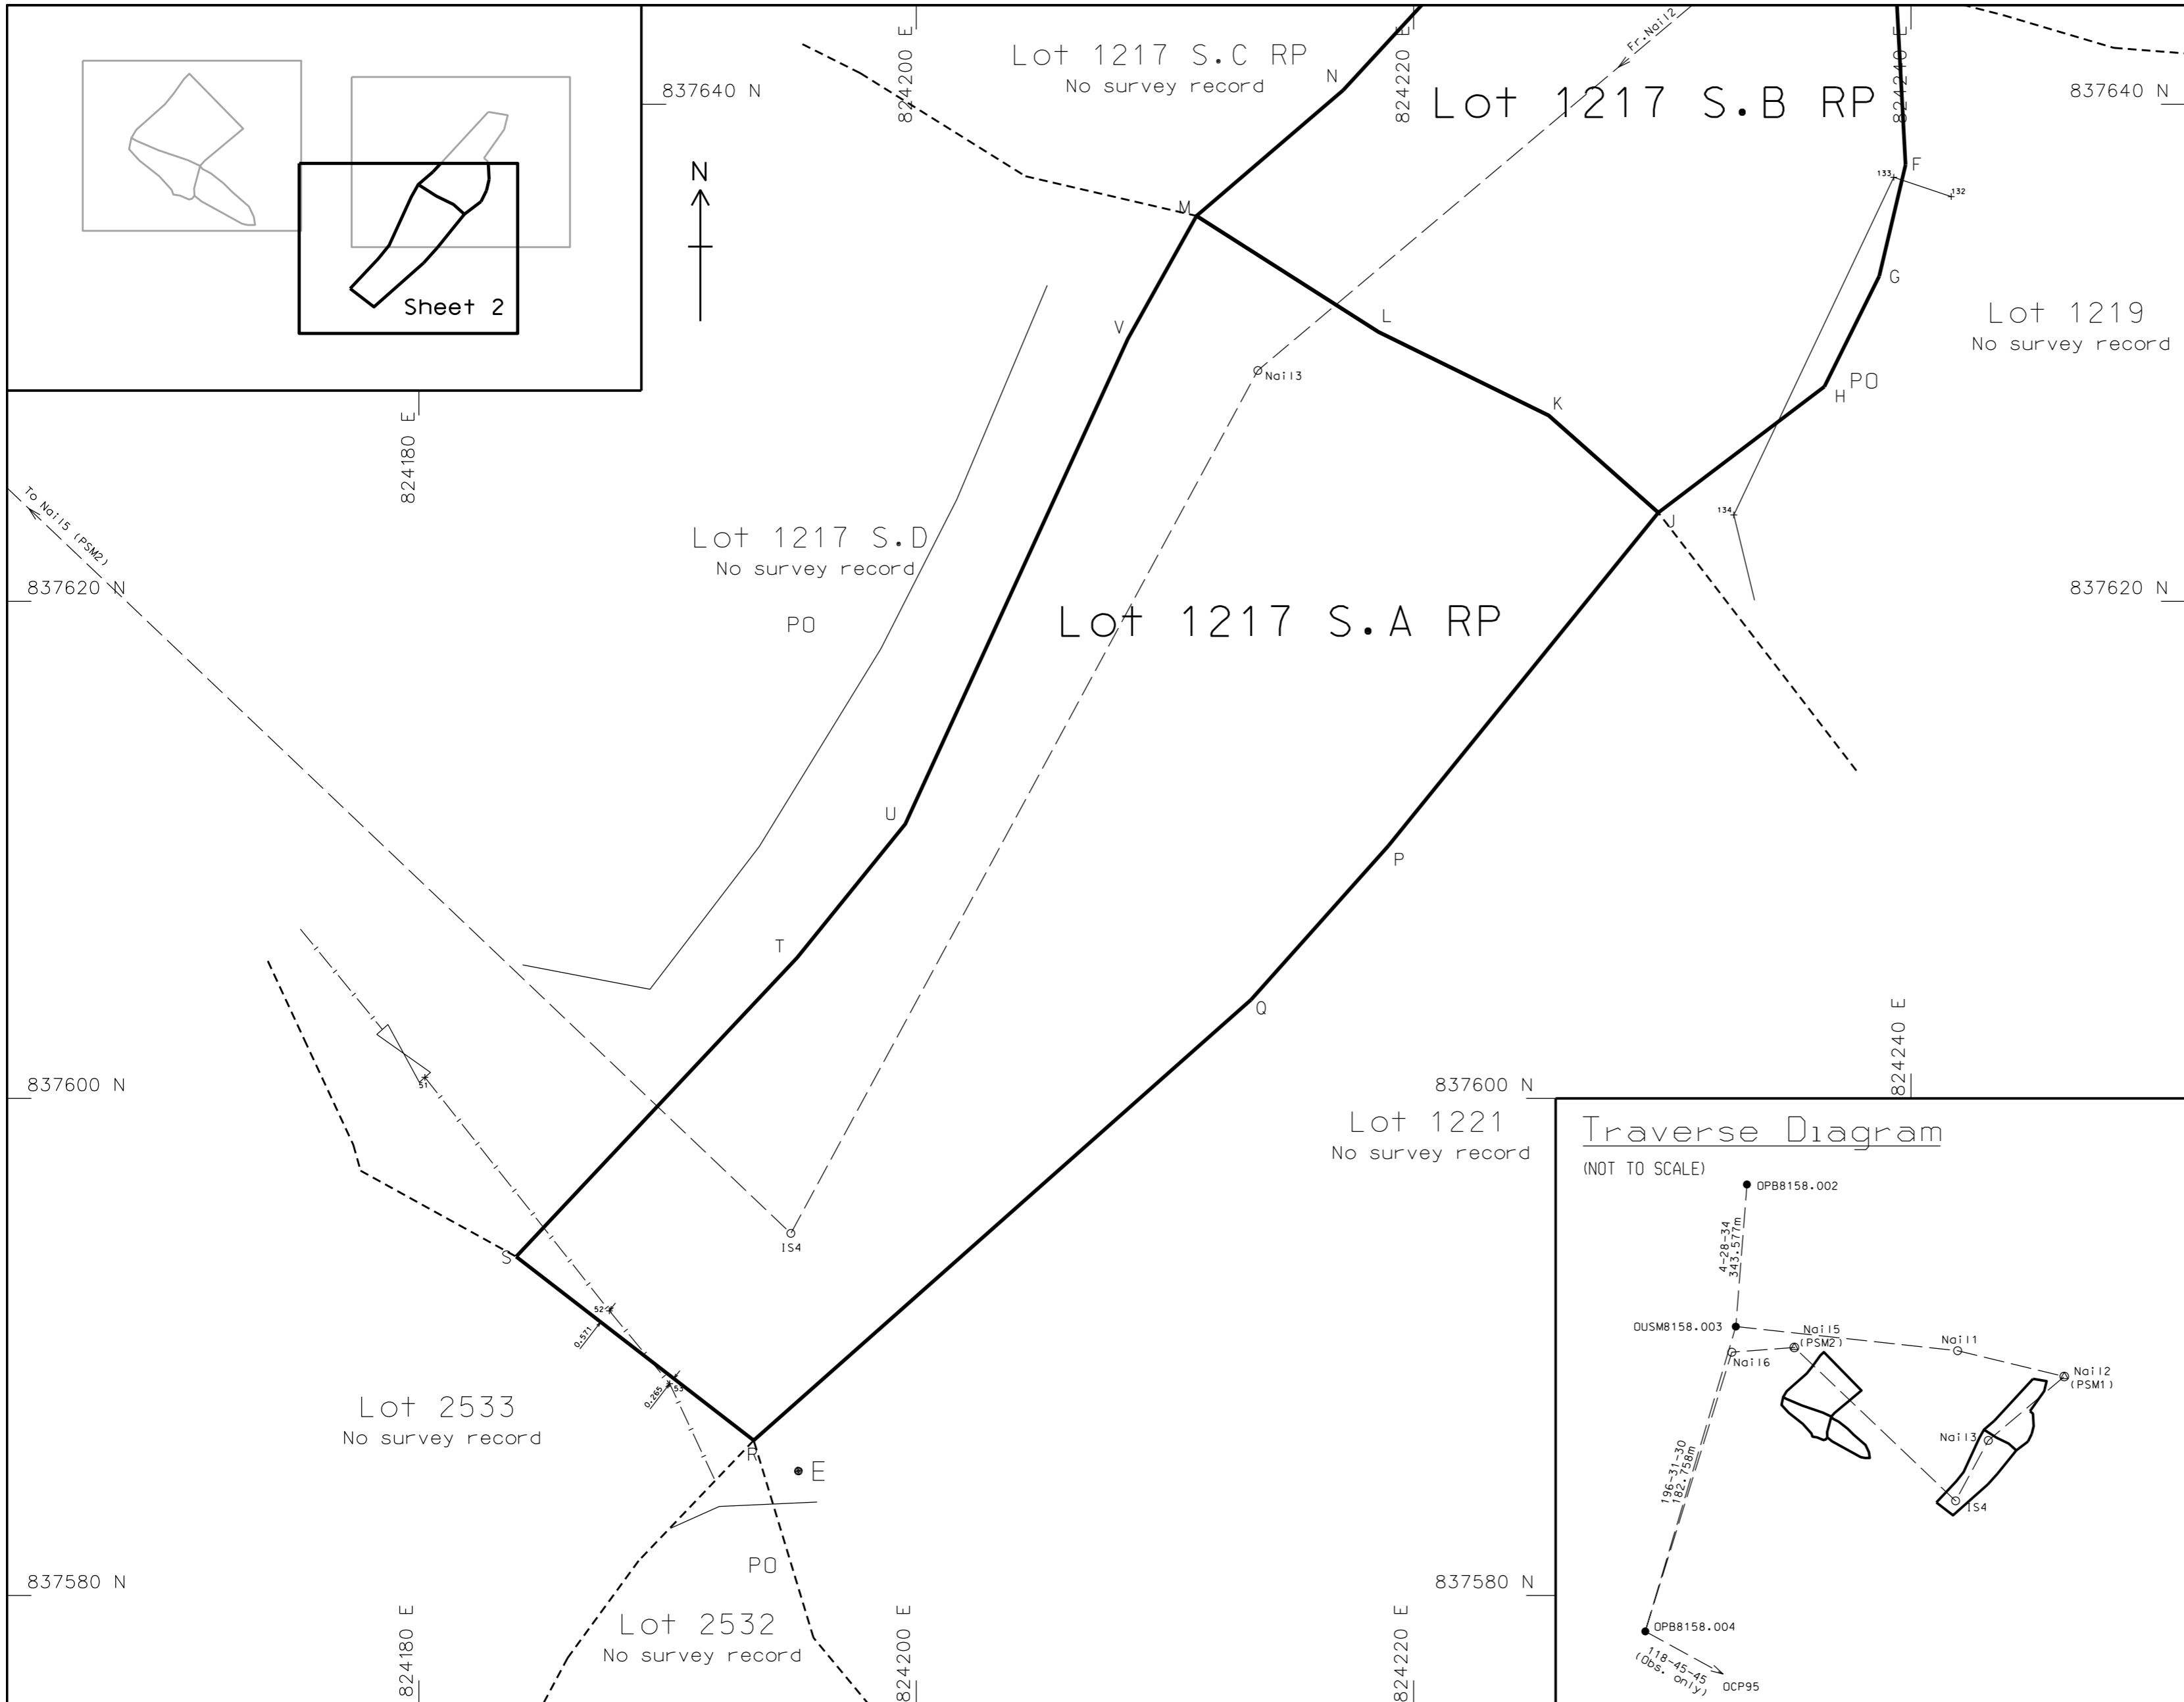 Sheet 2
N
837640 N
824200 E
Lot 1217 S.C RP
No survey record
N
824220 E
Fr.Nail2
Lot 1217 S.B RP
824240 E
837640 N
F
133
132
M
G
Lot 1219
No survey record
V
L
Nail3
K
H
PO
824180 E
To Nail5 (PSM2)
134
J
Lot 1217 S.D
No survey record
837620 N
837620 N
PO
Lot 1217 S.A RP
U
P
T
Q
824240 E
51
837600 N
837600 N
Lot 1221
No survey record
IS4
S
52
0.571
53
0.265
Lot 2533
No survey record
R
E
PO
837580 N
837580 N
Lot 2532
No survey record
824180 E
824200 E
824220 E
Traverse Diagram
(NOT TO SCALE)
OPB8158.002
4-28-34
343.577m
OUSM8158.003
Nail5
(PSM2)
Nail1
Nail6
Nail2
(PSM1)
Nail3
196-31-30
182.758m
IS4
OPB8158.004
118-45-45
(Obs. only)
OCP95